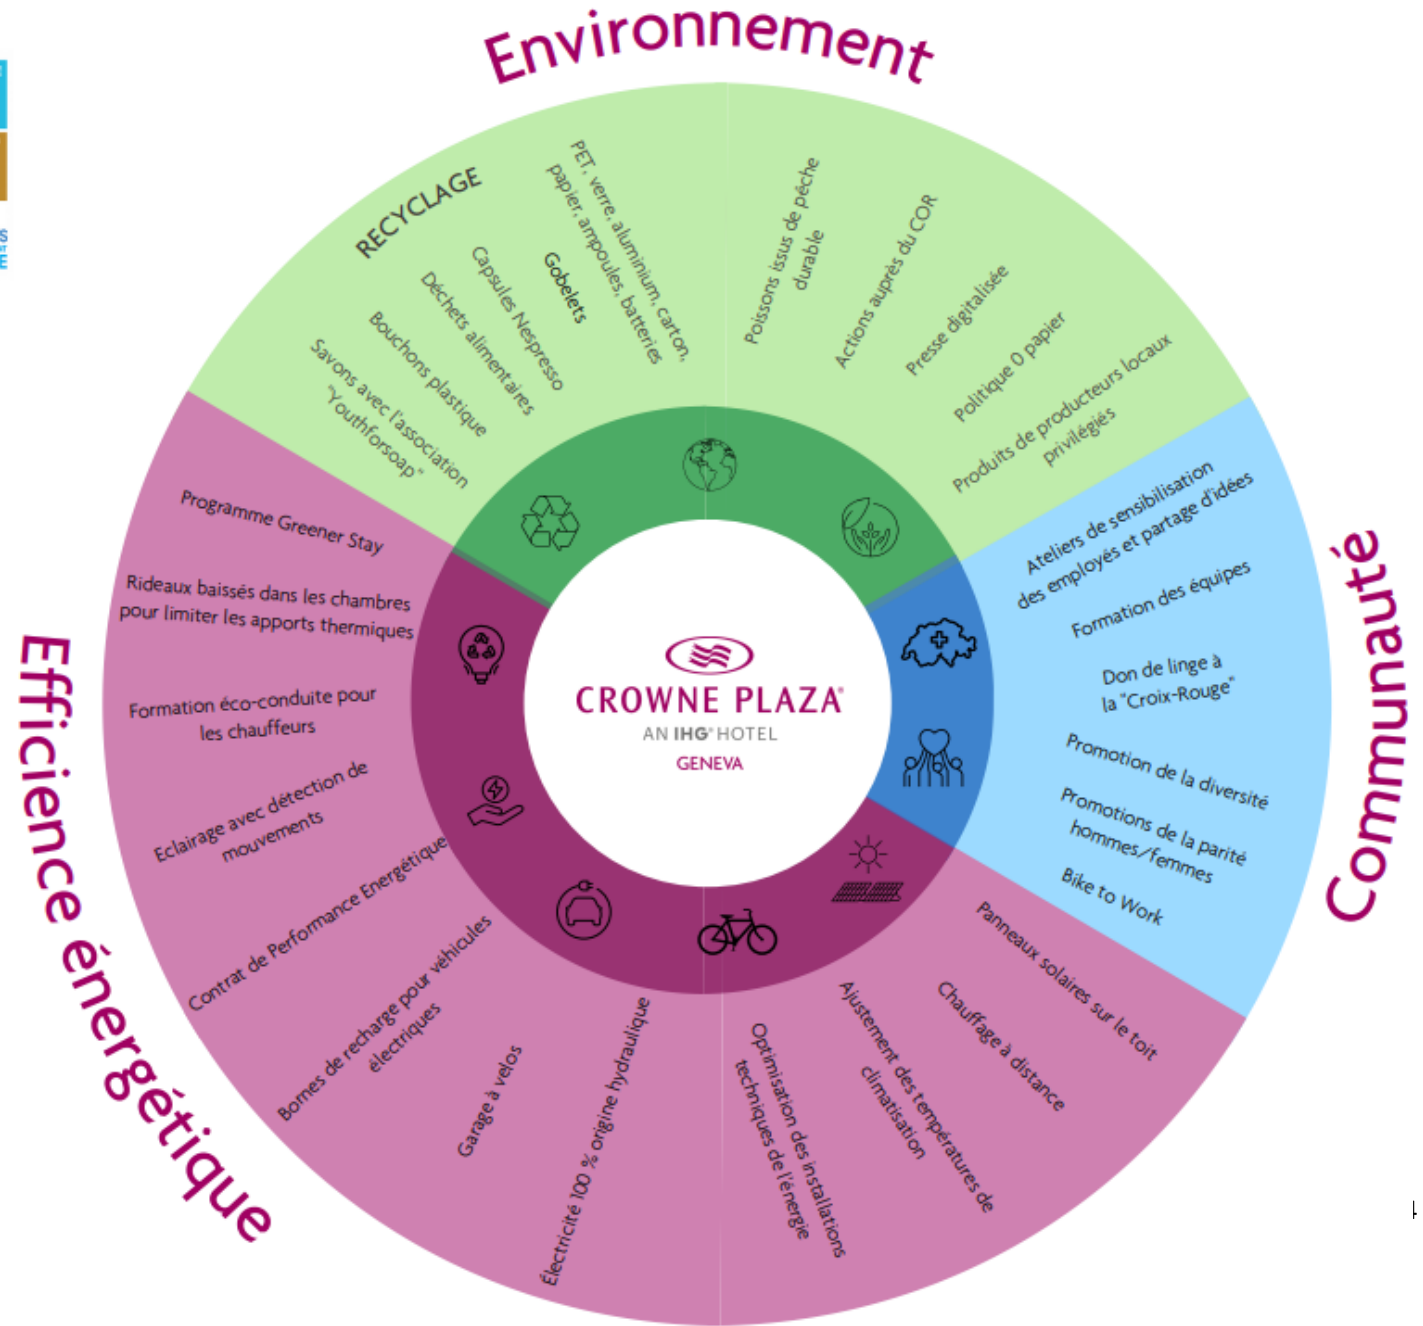 Environnement
RECYCLAGE
PET, verre, aluminium, carton,
papier, ampoules, batteries
Gobelets
Capsules Nespresso
Déchets alimentaires
Bouchons plastique
Savons avec l'association
"Youthforsoap"
Poissons issus de pêche
durable
Actions auprès du COR
Presse digitalisée
Politique 0 papier
Produits de producteurs locaux
privilégiés
Communauté
Ateliers de sensibilisation
des employés et partage d'idées
Formation des équipes
Don de linge à
la "Croix-Rouge"
Promotion de la diversité
Promotions de la parité
hommes/femmes
Bike to Work
Efficience énergétique
Programme Greener Stay
Rideaux baissés dans les chambres
pour limiter les apports thermiques
Formation éco-conduite pour
les chauffeurs
Eclairage avec détection de
mouvements
Contrat de Performance Energétique
Bornes de recharge pour véhicules
électriques
Garage à velos
Électricité 100 % origine hydraulique
Optimisation des installations
techniques de l'énergie
Ajustement des températures de
climatisation
Chauffage à distance
Panneaux solaires sur le toit
CROWNE PLAZA®
AN IHG® HOTEL
GENEVA